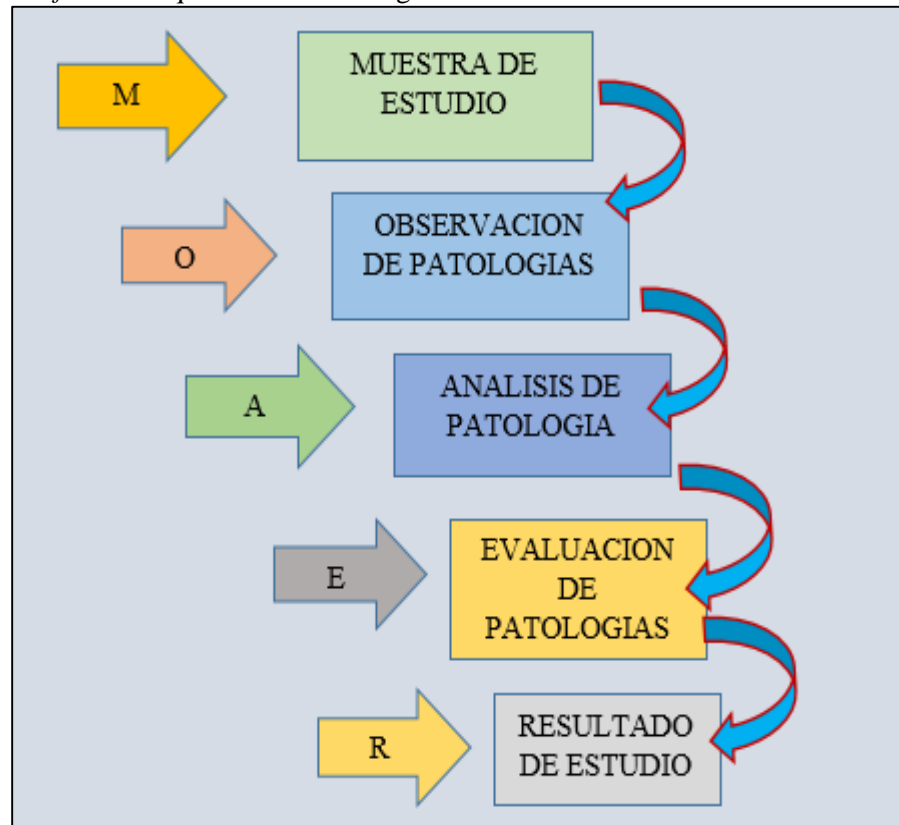 M
MUESTRA DE
ESTUDIO
O
OBSERVACION
DE PATOLOGIAS
A
ANALISIS DE
PATOLOGIA
E
EVALUACION
DE
PATOLOGIAS
R
RESULTADO
DE ESTUDIO